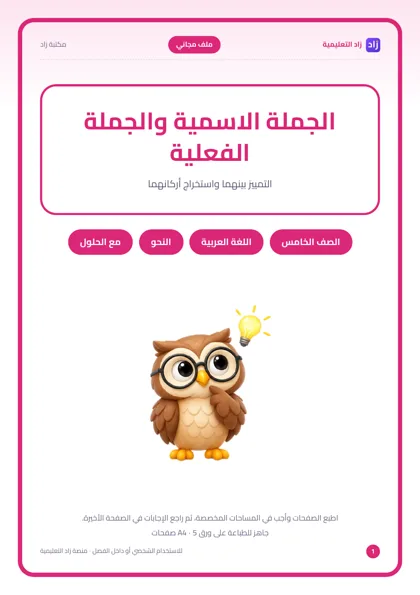 زاد زاد التعليمية
ملف مجاني
مكتبة زاد
الجملة الاسمية والجملة
الفعلية
التمييز بينهما واستخراج أركانهما
الصف الخامس
اللغة العربية
النحو
مع الحلول
اطبع الصفحات وأجب في المساحات المخصصة، ثم راجع الإجابات في الصفحة الأخيرة.
جاهز للطباعة على ورق A4 · 5 صفحات
1
للاستخدام الشخصي أو داخل الفصل · منصة زاد التعليمية